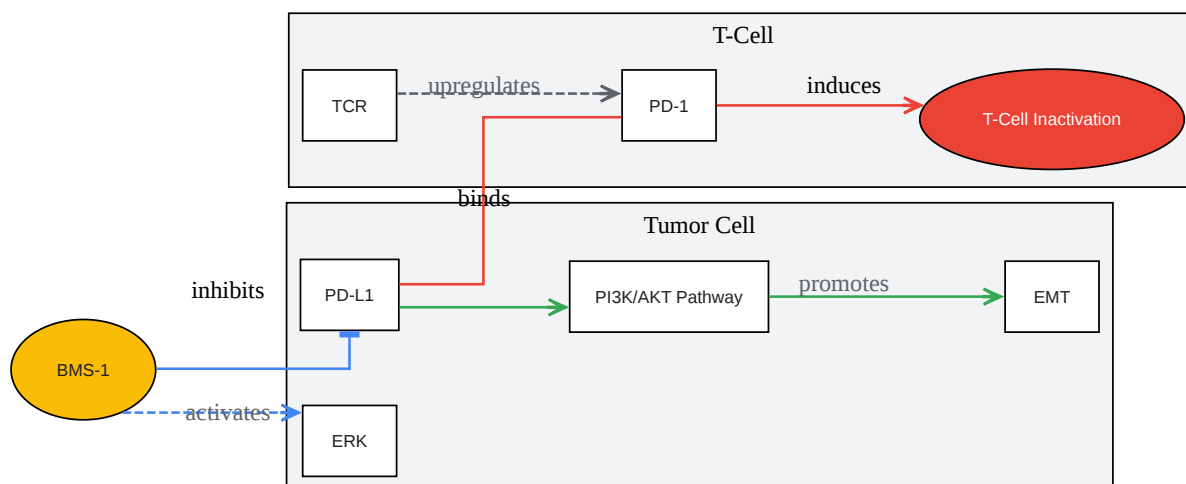 T-Cell
TCR
upregulates
PD-1
induces
T-Cell Inactivation
binds
Tumor Cell
inhibits
PD-L1
PI3K/AKT Pathway
promotes
EMT
BMS-1
activates
ERK